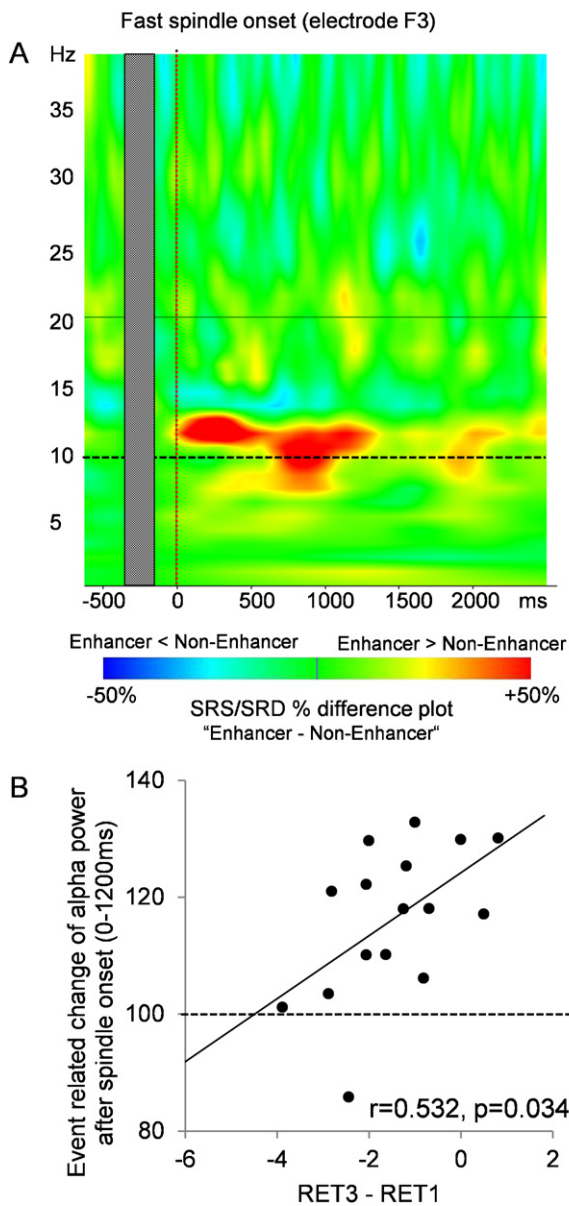 Fast spindle onset (electrode F3)
A
Hz
35
30
25
20
15
10
5
-500 0 500 1000 1500 2000 ms
Enhancer < Non-Enhancer Enhancer > Non-Enhancer
-50% +50%
SRS/SRD % difference plot
"Enhancer - Non-Enhancer"
B
Event related change of alpha power
after spindle onset (0-1200ms)
140
120
100
80
r=0.532, p=0.034
-6 -4 -2 0 2
RET3 - RET1